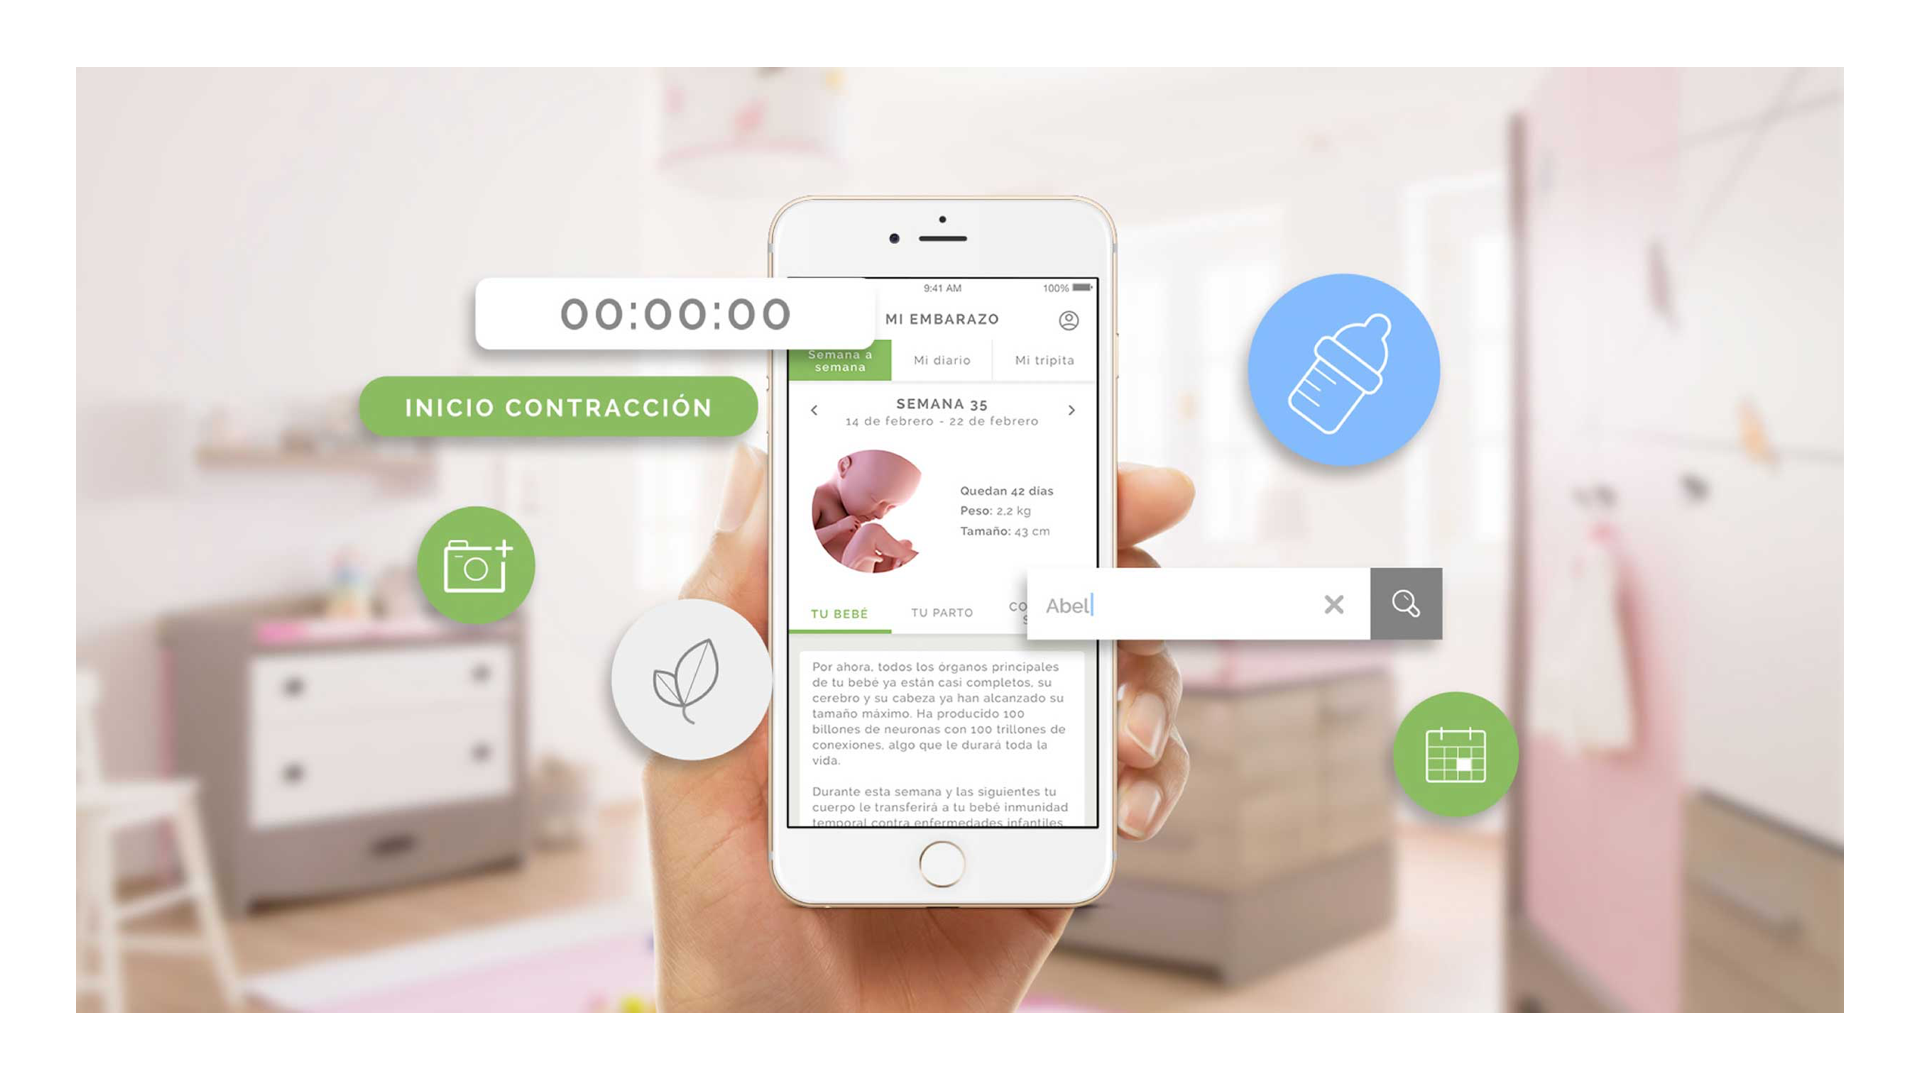 00:00:00
INICIO CONTRACCIÓN
9:41 AM
100%
MI EMBARAZO
Semana a
semana
Mi diario
Mi tripita
SEMANA 35
14 de febrero - 22 de febrero
Quedan 42 días
Peso: 2,2 kg
Tamaño: 43 cm
Abel
TU BEBÉ
TU PARTO
Por ahora, todos los órganos principales
de tu bebé ya están casi completos, su
cerebro y su cabeza ya han alcanzado su
tamaño máximo. Ha producido 100
billones de neuronas con 100 trillones de
conexiones, algo que le durará toda la
vida.
Durante esta semana y las siguientes tu
cuerpo le transferirá a tu bebé inmunidad
temporal contra enfermedades infantiles